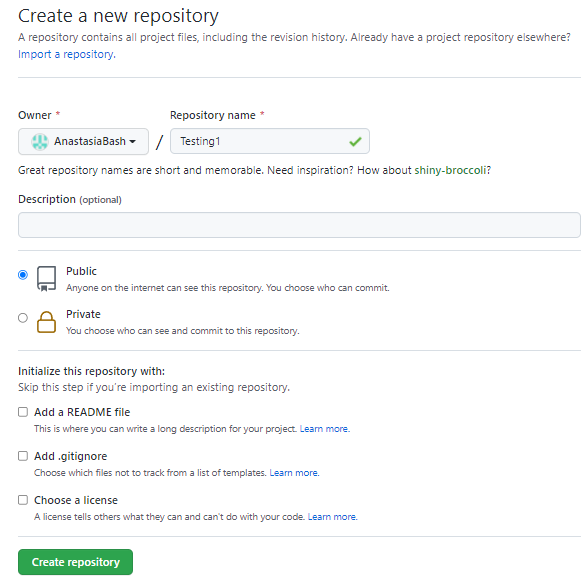 Create a new repository
A repository contains all project files, including the revision history. Already have a project repository elsewhere?
Import a repository.
Owner *
Repository name *
AnastasiaBash / Testing1
Great repository names are short and memorable. Need inspiration? How about shiny-broccoli?
Description (optional)
Public
Anyone on the internet can see this repository. You choose who can commit.
Private
You choose who can see and commit to this repository.
Initialize this repository with:
Skip this step if you're importing an existing repository.
Add a README file
This is where you can write a long description for your project. Learn more.
Add .gitignore
Choose which files not to track from a list of templates. Learn more.
Choose a license
A license tells others what they can and can't do with your code. Learn more.
Create repository